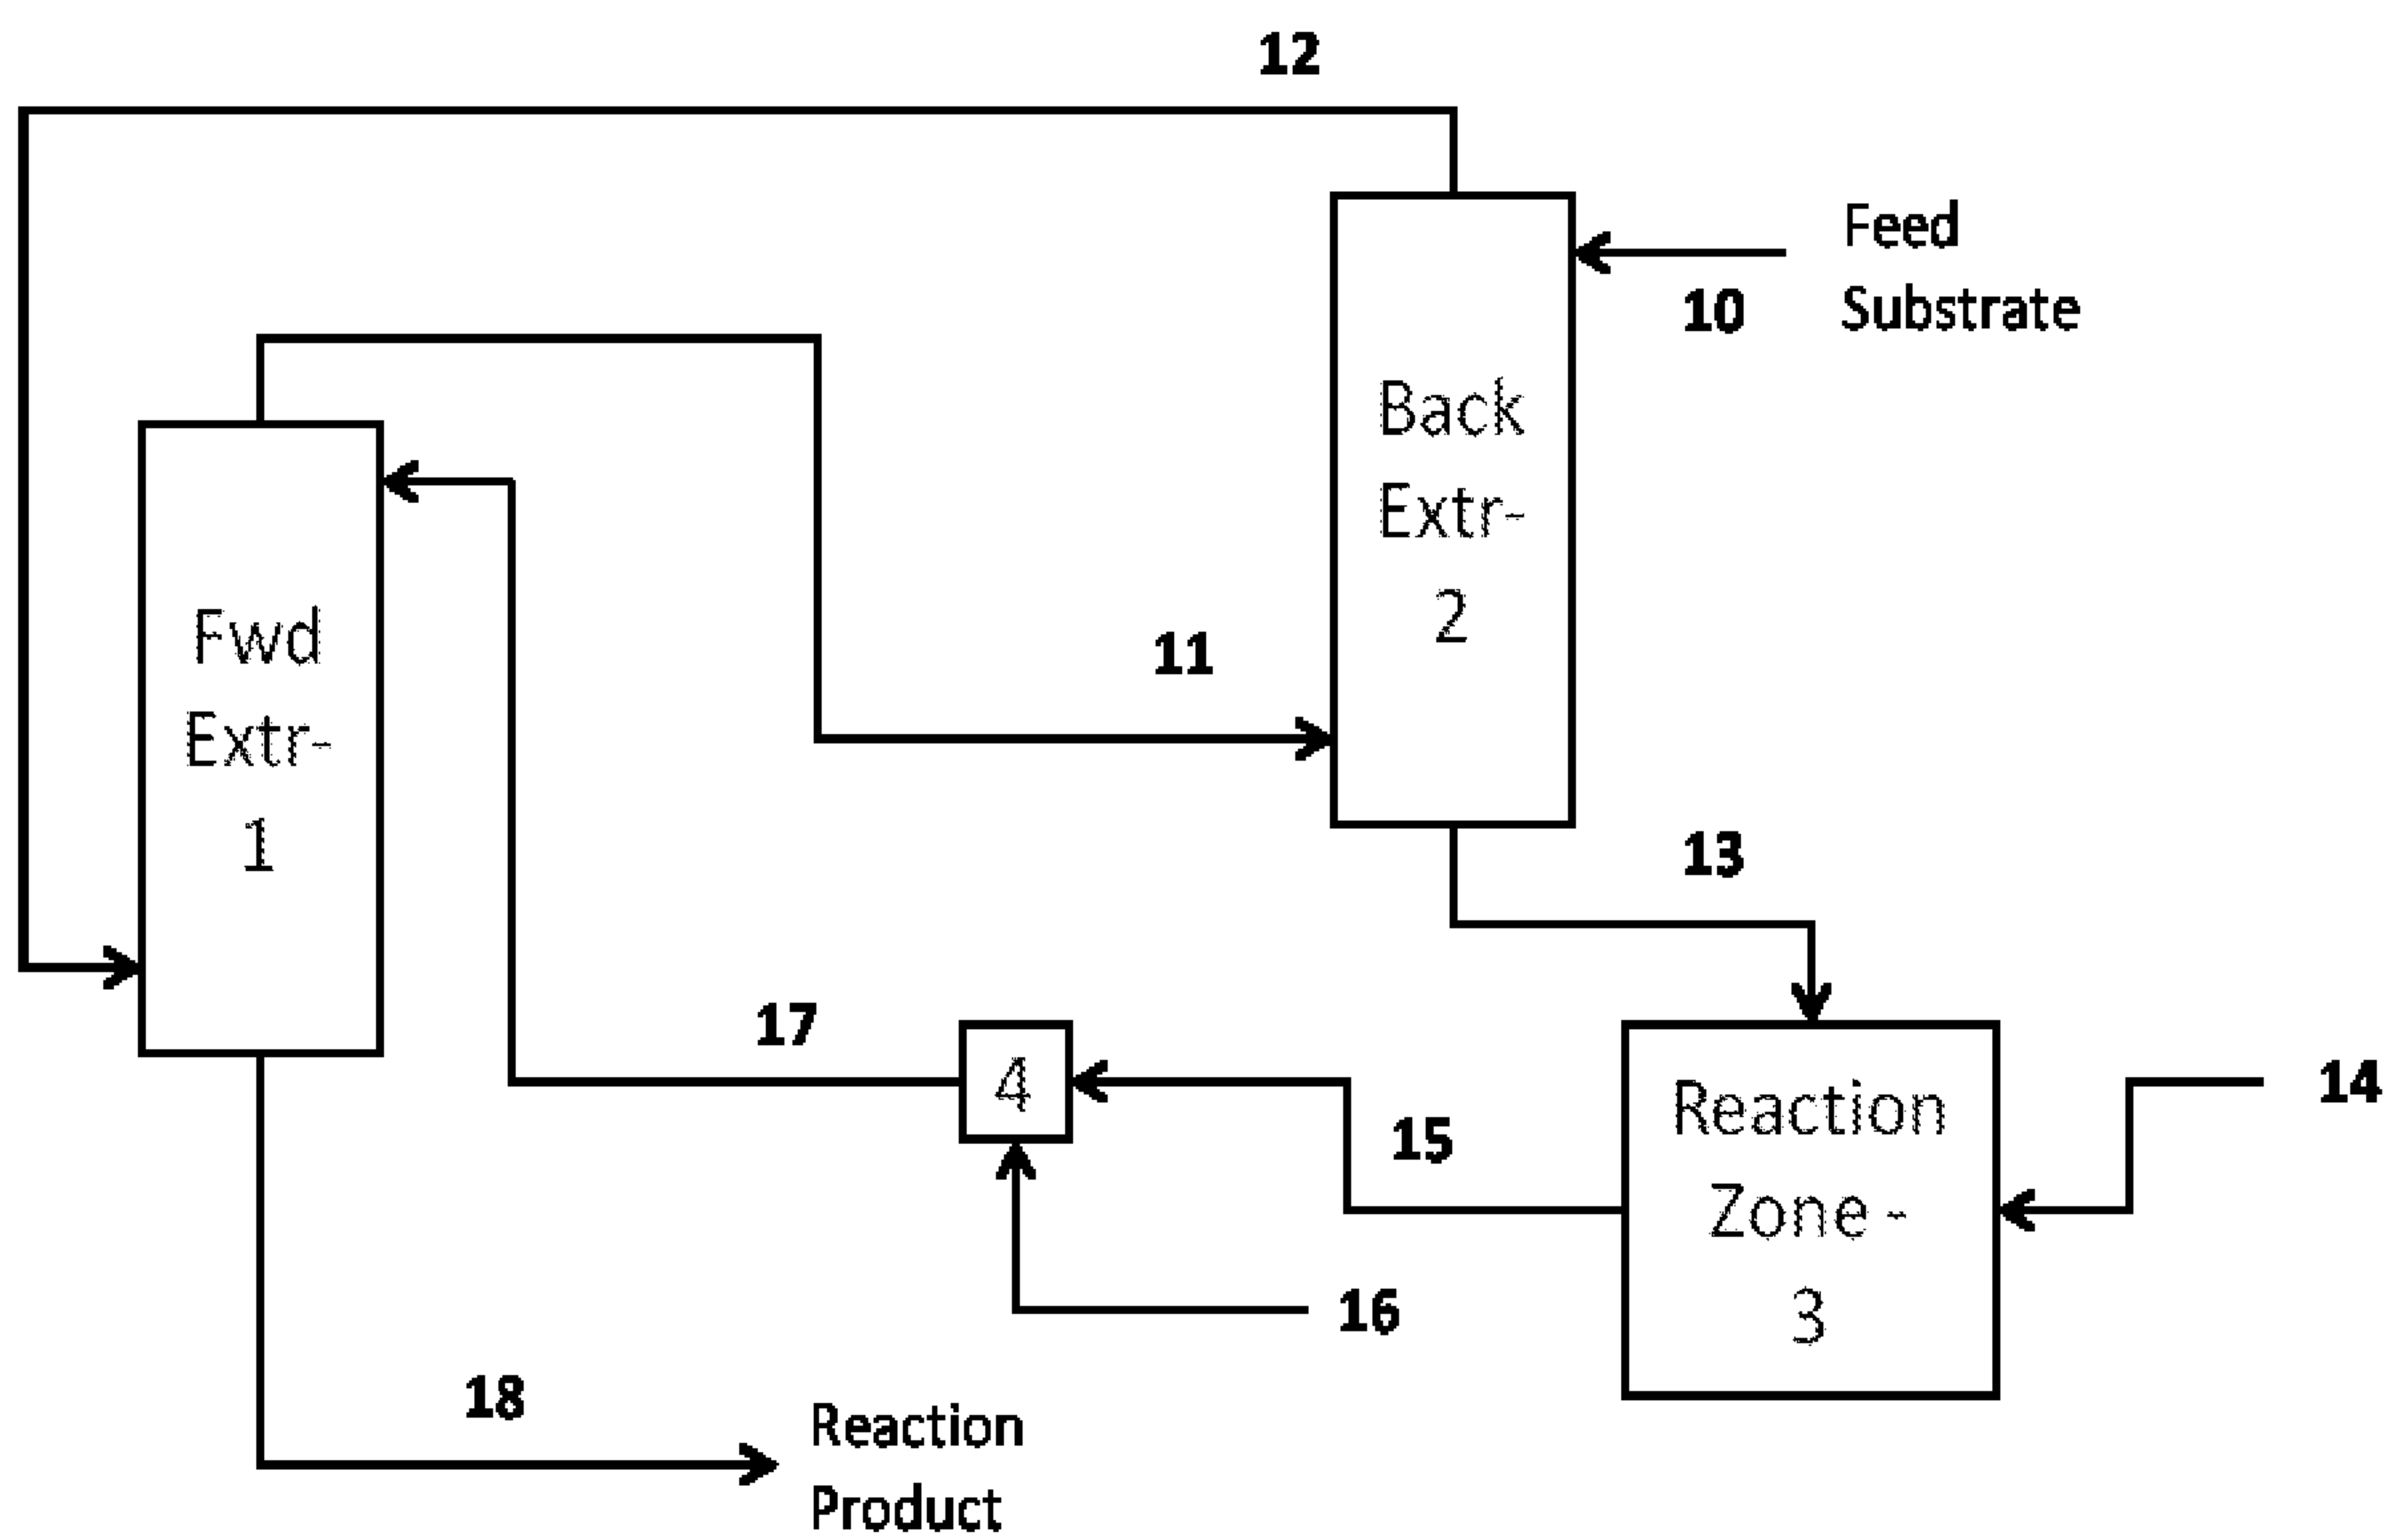 12
Feed
10
Substrate
Back
Extr-
2
11
Fwd
Extr-
1
13
17
4
15
16
Reaction
Zone -
3
14
18
Reaction
Product